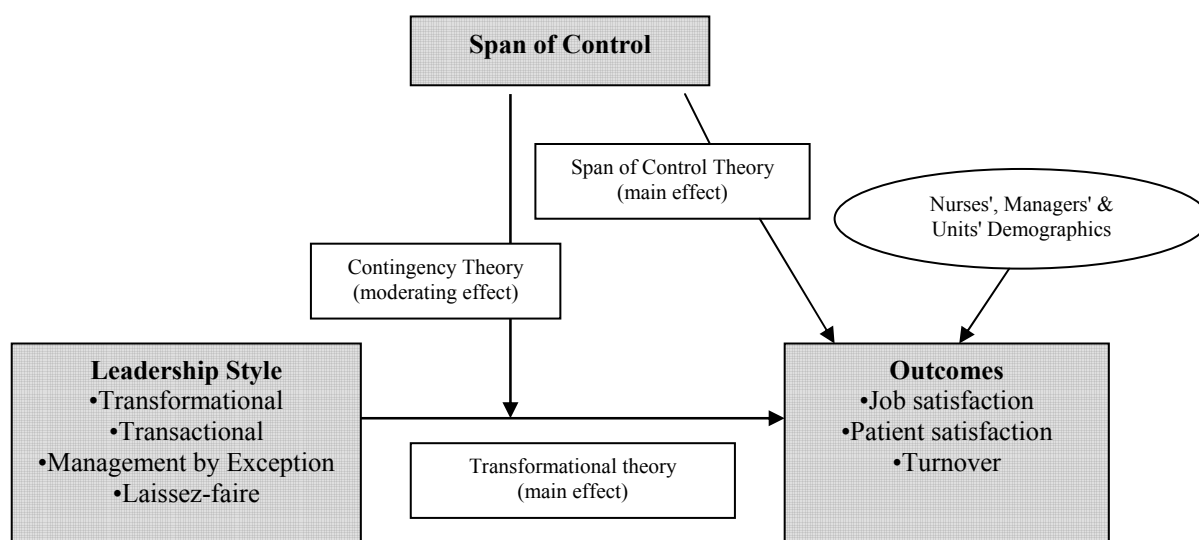 Span of Control
Span of Control Theory
(main effect)
Nurses', Managers' &
Units' Demographics
Contingency Theory
(moderating effect)
Leadership Style
•Transformational
•Transactional
•Management by Exception
•Laissez-faire
Transformational theory
(main effect)
Outcomes
•Job satisfaction
•Patient satisfaction
•Turnover